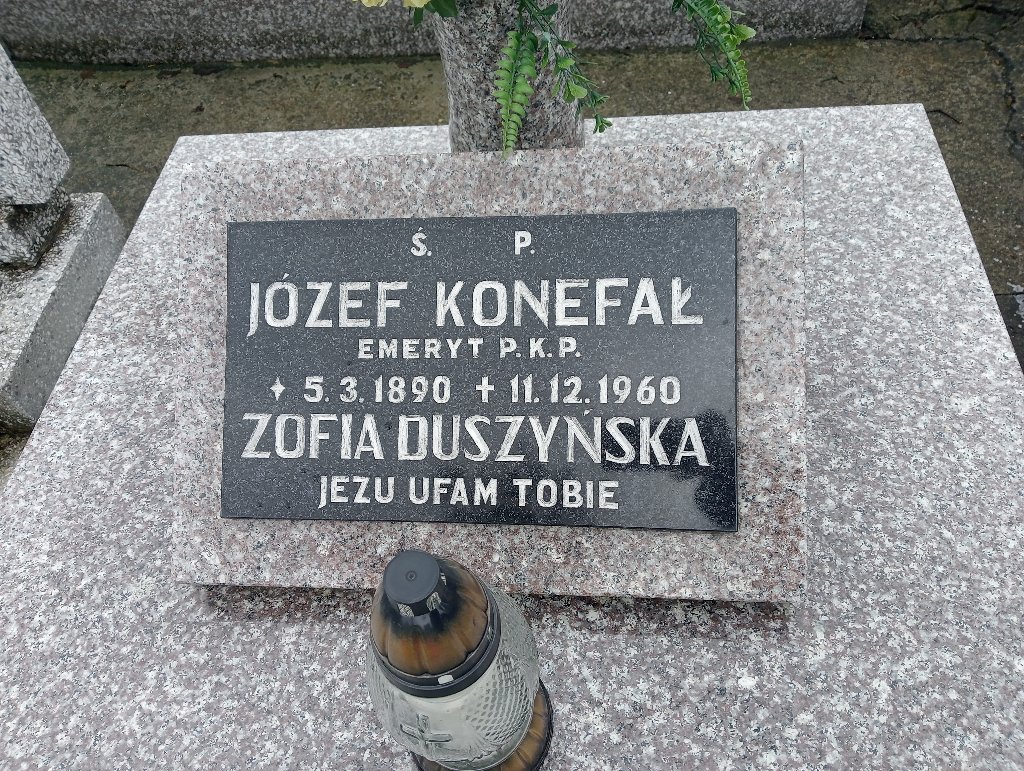 Ś. P.
JÓZEF KONEFAŁ
EMERYT P.K.P.
✦ 5.3.1890 ✝ 11.12.1960
ZOFIA DUSZYŃSKA
JEZU UFAM TOBIE